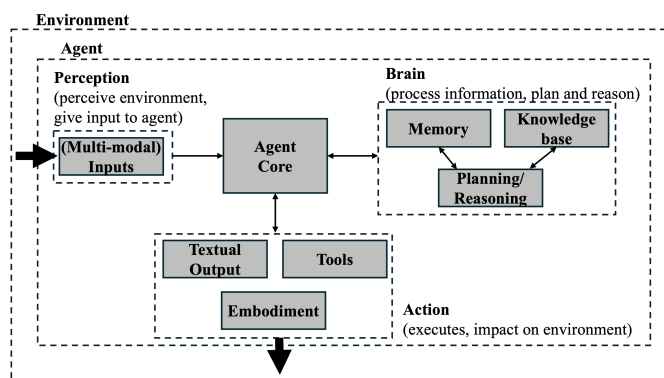 Environment
Agent
Perception
(perceive environment,
give input to agent)
(Multi-modal)
Inputs
Agent
Core
Brain
(process information, plan and reason)
Memory
Knowledge
base
Planning/
Reasoning
Textual
Output
Tools
Embodiment
Action
(executes, impact on environment)